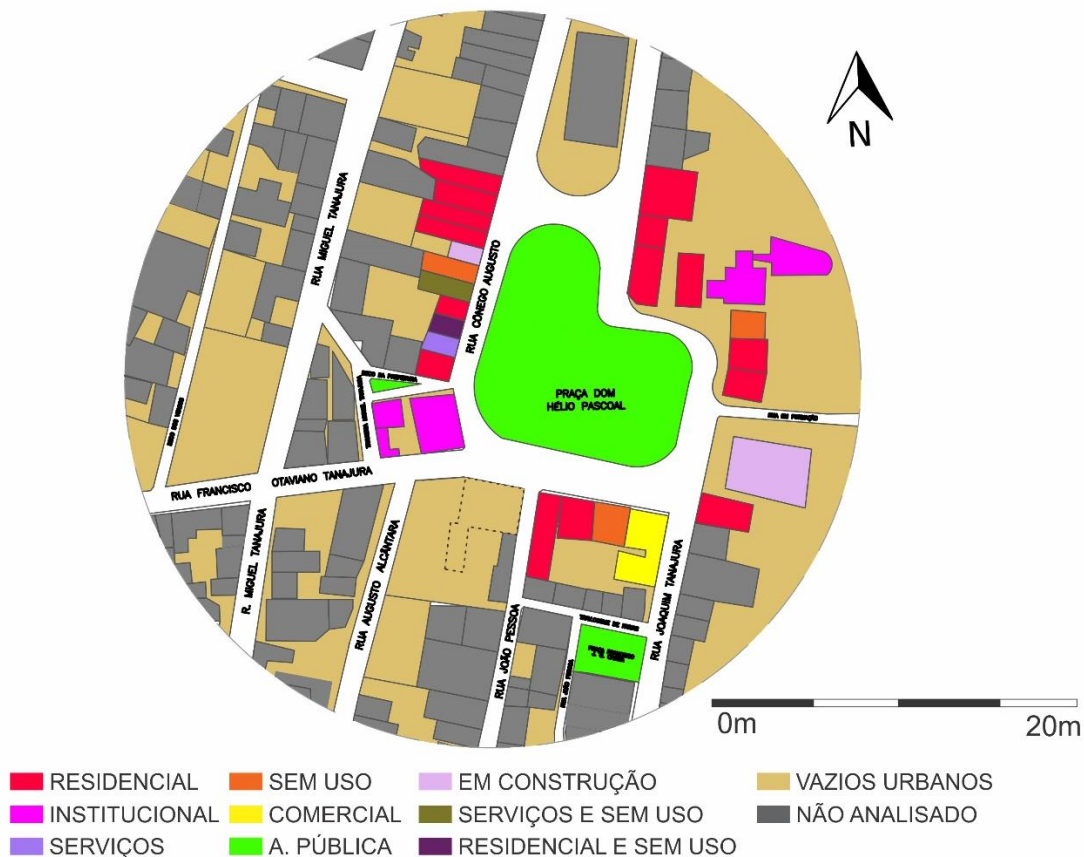 N
RUA MIGUEL TANAJURA
RUA CÔNEGO AUGUSTO
PRAÇA DOM
HÉLIO PASCOAL
RUA FRANCISCO OTAVIANO TANAJURA
R. MIGUEL TANAJURA
RUA AUGUSTO ALCÂNTARA
RUA JOÃO PESSOA
RUA JOAQUIM TANAJURA
0m
20m
RESIDENCIAL
SEM USO
EM CONSTRUÇÃO
VAZIOS URBANOS
INSTITUCIONAL
COMERCIAL
SERVIÇOS E SEM USO
NÃO ANALISADO
SERVIÇOS
A. PÚBLICA
RESIDENCIAL E SEM USO